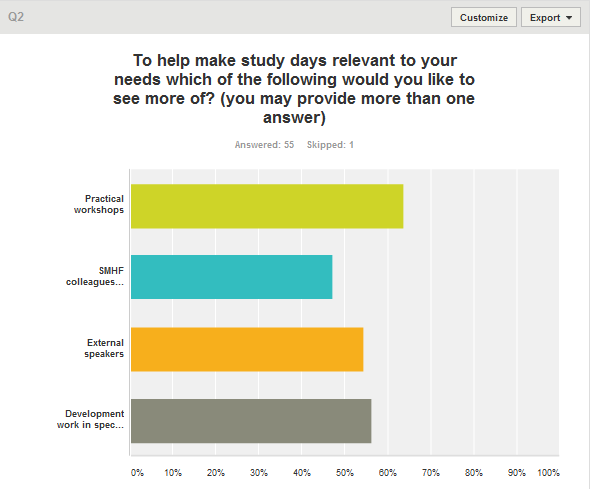 Q2
Customize
Export
To help make study days relevant to your
needs which of the following would you like to
see more of? (you may provide more than one
answer)
Answered: 55 Skipped: 1
Practical
workshops
SMHF
colleagues...
External
speakers
Development
work in spec...
0% 10% 20% 30% 40% 50% 60% 70% 80% 90% 100%